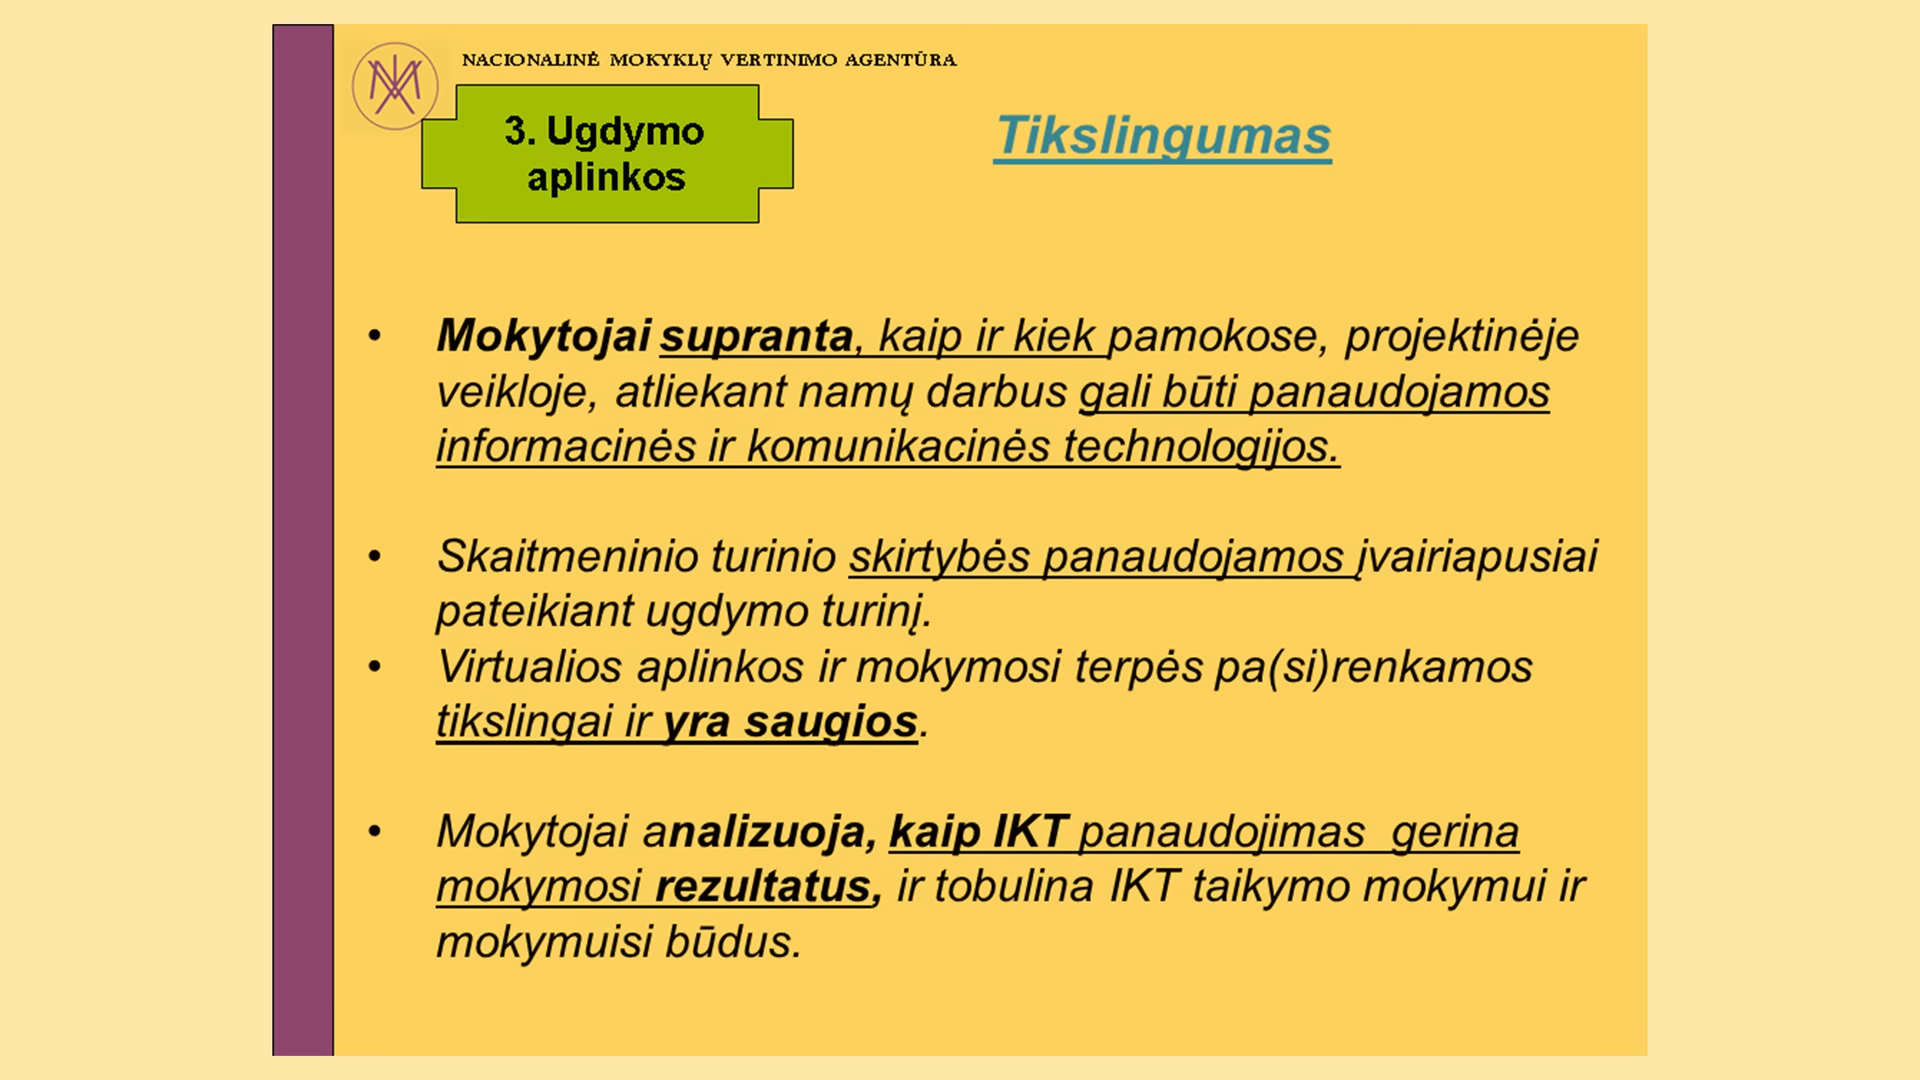 NACIONALINĖ MOKYKLŲ VERTINIMO AGENTŪRA
3. Ugdymo
aplinkos
Tikslingumas
• Mokytojai supranta, kaip ir kiek pamokose, projektinėje
veikloje, atliekant namų darbus gali būti panaudojamos
informacinės ir komunikacinės technologijos.
• Skaitmeninio turinio skirtybės panaudojamos įvairiapusiai
pateikiant ugdymo turinį.
• Virtualios aplinkos ir mokymosi terpės pa(si)renkamos
tikslingai ir yra saugios.
• Mokytojai analizuoja, kaip IKT panaudojimas  gerina
mokymosi rezultatus, ir tobulina IKT taikymo mokymui ir
mokymuisi būdus.